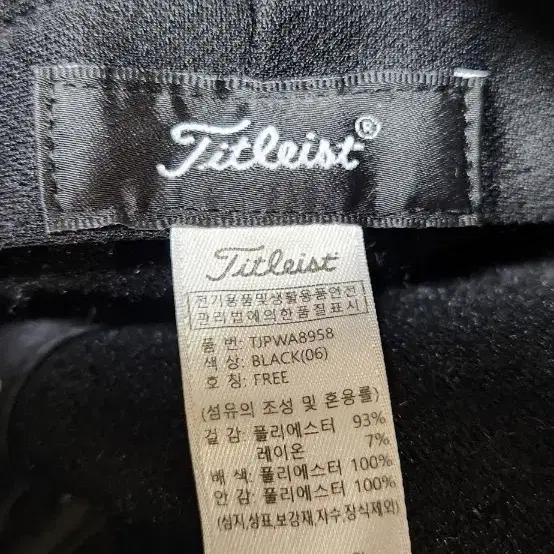 Titleist®
Titleist
전기용품및생활용품안전
관리법에의한품질표시
품 번: TJPWA8958
색 상: BLACK(06)
호 칭: FREE
(섬유의 조성 및 혼용률)
겉 감: 폴리에스터 93%
레이온 7%
배 색: 폴리에스터 100%
안 감: 폴리에스터 100%
(심지,상표,보강재,자수,장식제외)